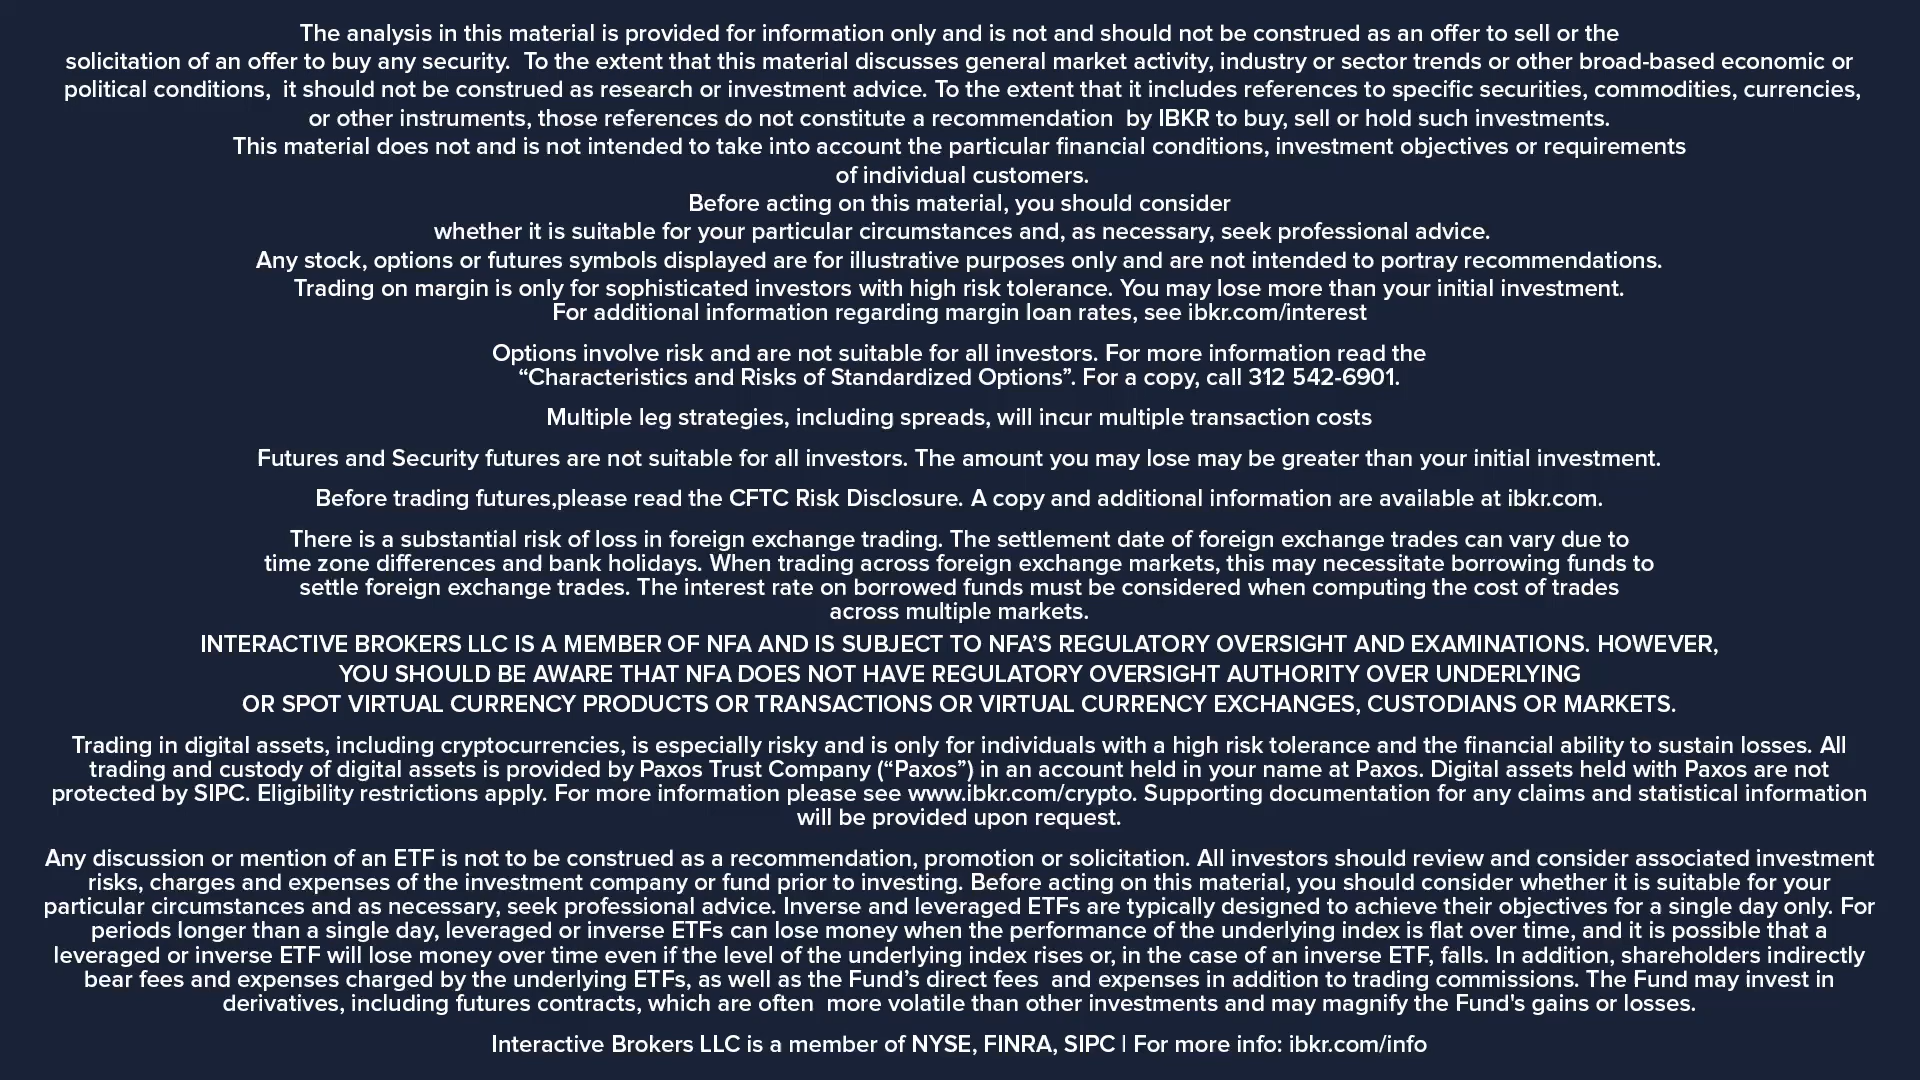 The analysis in this material is provided for information only and is not and should not be construed as an offer to sell or the
solicitation of an offer to buy any security.  To the extent that this material discusses general market activity, industry or sector trends or other broad-based economic or
political conditions,  it should not be construed as research or investment advice. To the extent that it includes references to specific securities, commodities, currencies,
or other instruments, those references do not constitute a recommendation  by IBKR to buy, sell or hold such investments.
This material does not and is not intended to take into account the particular financial conditions, investment objectives or requirements
of individual customers.
Before acting on this material, you should consider
whether it is suitable for your particular circumstances and, as necessary, seek professional advice.
Any stock, options or futures symbols displayed are for illustrative purposes only and are not intended to portray recommendations.
Trading on margin is only for sophisticated investors with high risk tolerance. You may lose more than your initial investment.
For additional information regarding margin loan rates, see ibkr.com/interest
Options involve risk and are not suitable for all investors. For more information read the
“Characteristics and Risks of Standardized Options”. For a copy, call 312 542-6901.
Multiple leg strategies, including spreads, will incur multiple transaction costs
Futures and Security futures are not suitable for all investors. The amount you may lose may be greater than your initial investment.
Before trading futures,please read the CFTC Risk Disclosure. A copy and additional information are available at ibkr.com.
There is a substantial risk of loss in foreign exchange trading. The settlement date of foreign exchange trades can vary due to
time zone differences and bank holidays. When trading across foreign exchange markets, this may necessitate borrowing funds to
settle foreign exchange trades. The interest rate on borrowed funds must be considered when computing the cost of trades
across multiple markets.
INTERACTIVE BROKERS LLC IS A MEMBER OF NFA AND IS SUBJECT TO NFA’S REGULATORY OVERSIGHT AND EXAMINATIONS. HOWEVER,
YOU SHOULD BE AWARE THAT NFA DOES NOT HAVE REGULATORY OVERSIGHT AUTHORITY OVER UNDERLYING
OR SPOT VIRTUAL CURRENCY PRODUCTS OR TRANSACTIONS OR VIRTUAL CURRENCY EXCHANGES, CUSTODIANS OR MARKETS.
Trading in digital assets, including cryptocurrencies, is especially risky and is only for individuals with a high risk tolerance and the financial ability to sustain losses. All
trading and custody of digital assets is provided by Paxos Trust Company (“Paxos”) in an account held in your name at Paxos. Digital assets held with Paxos are not
protected by SIPC. Eligibility restrictions apply. For more information please see www.ibkr.com/crypto. Supporting documentation for any claims and statistical information
will be provided upon request.
Any discussion or mention of an ETF is not to be construed as a recommendation, promotion or solicitation. All investors should review and consider associated investment
risks, charges and expenses of the investment company or fund prior to investing. Before acting on this material, you should consider whether it is suitable for your
particular circumstances and as necessary, seek professional advice. Inverse and leveraged ETFs are typically designed to achieve their objectives for a single day only. For
periods longer than a single day, leveraged or inverse ETFs can lose money when the performance of the underlying index is flat over time, and it is possible that a
leveraged or inverse ETF will lose money over time even if the level of the underlying index rises or, in the case of an inverse ETF, falls. In addition, shareholders indirectly
bear fees and expenses charged by the underlying ETFs, as well as the Fund’s direct fees  and expenses in addition to trading commissions. The Fund may invest in
derivatives, including futures contracts, which are often  more volatile than other investments and may magnify the Fund's gains or losses.
Interactive Brokers LLC is a member of NYSE, FINRA, SIPC | For more info: ibkr.com/info